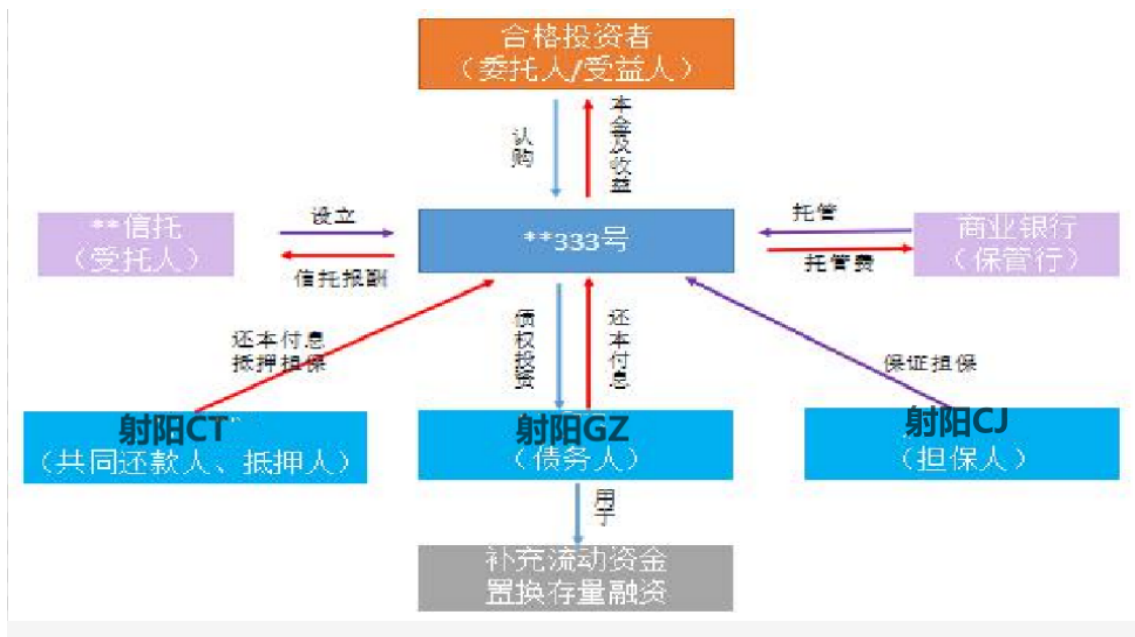 合格投资者
（委托人/受益人）
认购
本金及收益
**信托
（受托人）
设立
信托报酬
**333号
托管
托管费
商业银行
（保管行）
还本付息
抵押担保
债权投资
还本付息
保证担保
射阳CT
（共同还款人、抵押人）
射阳GZ
（债务人）
射阳CJ
（担保人）
用于
补充流动资金
置换存量融资